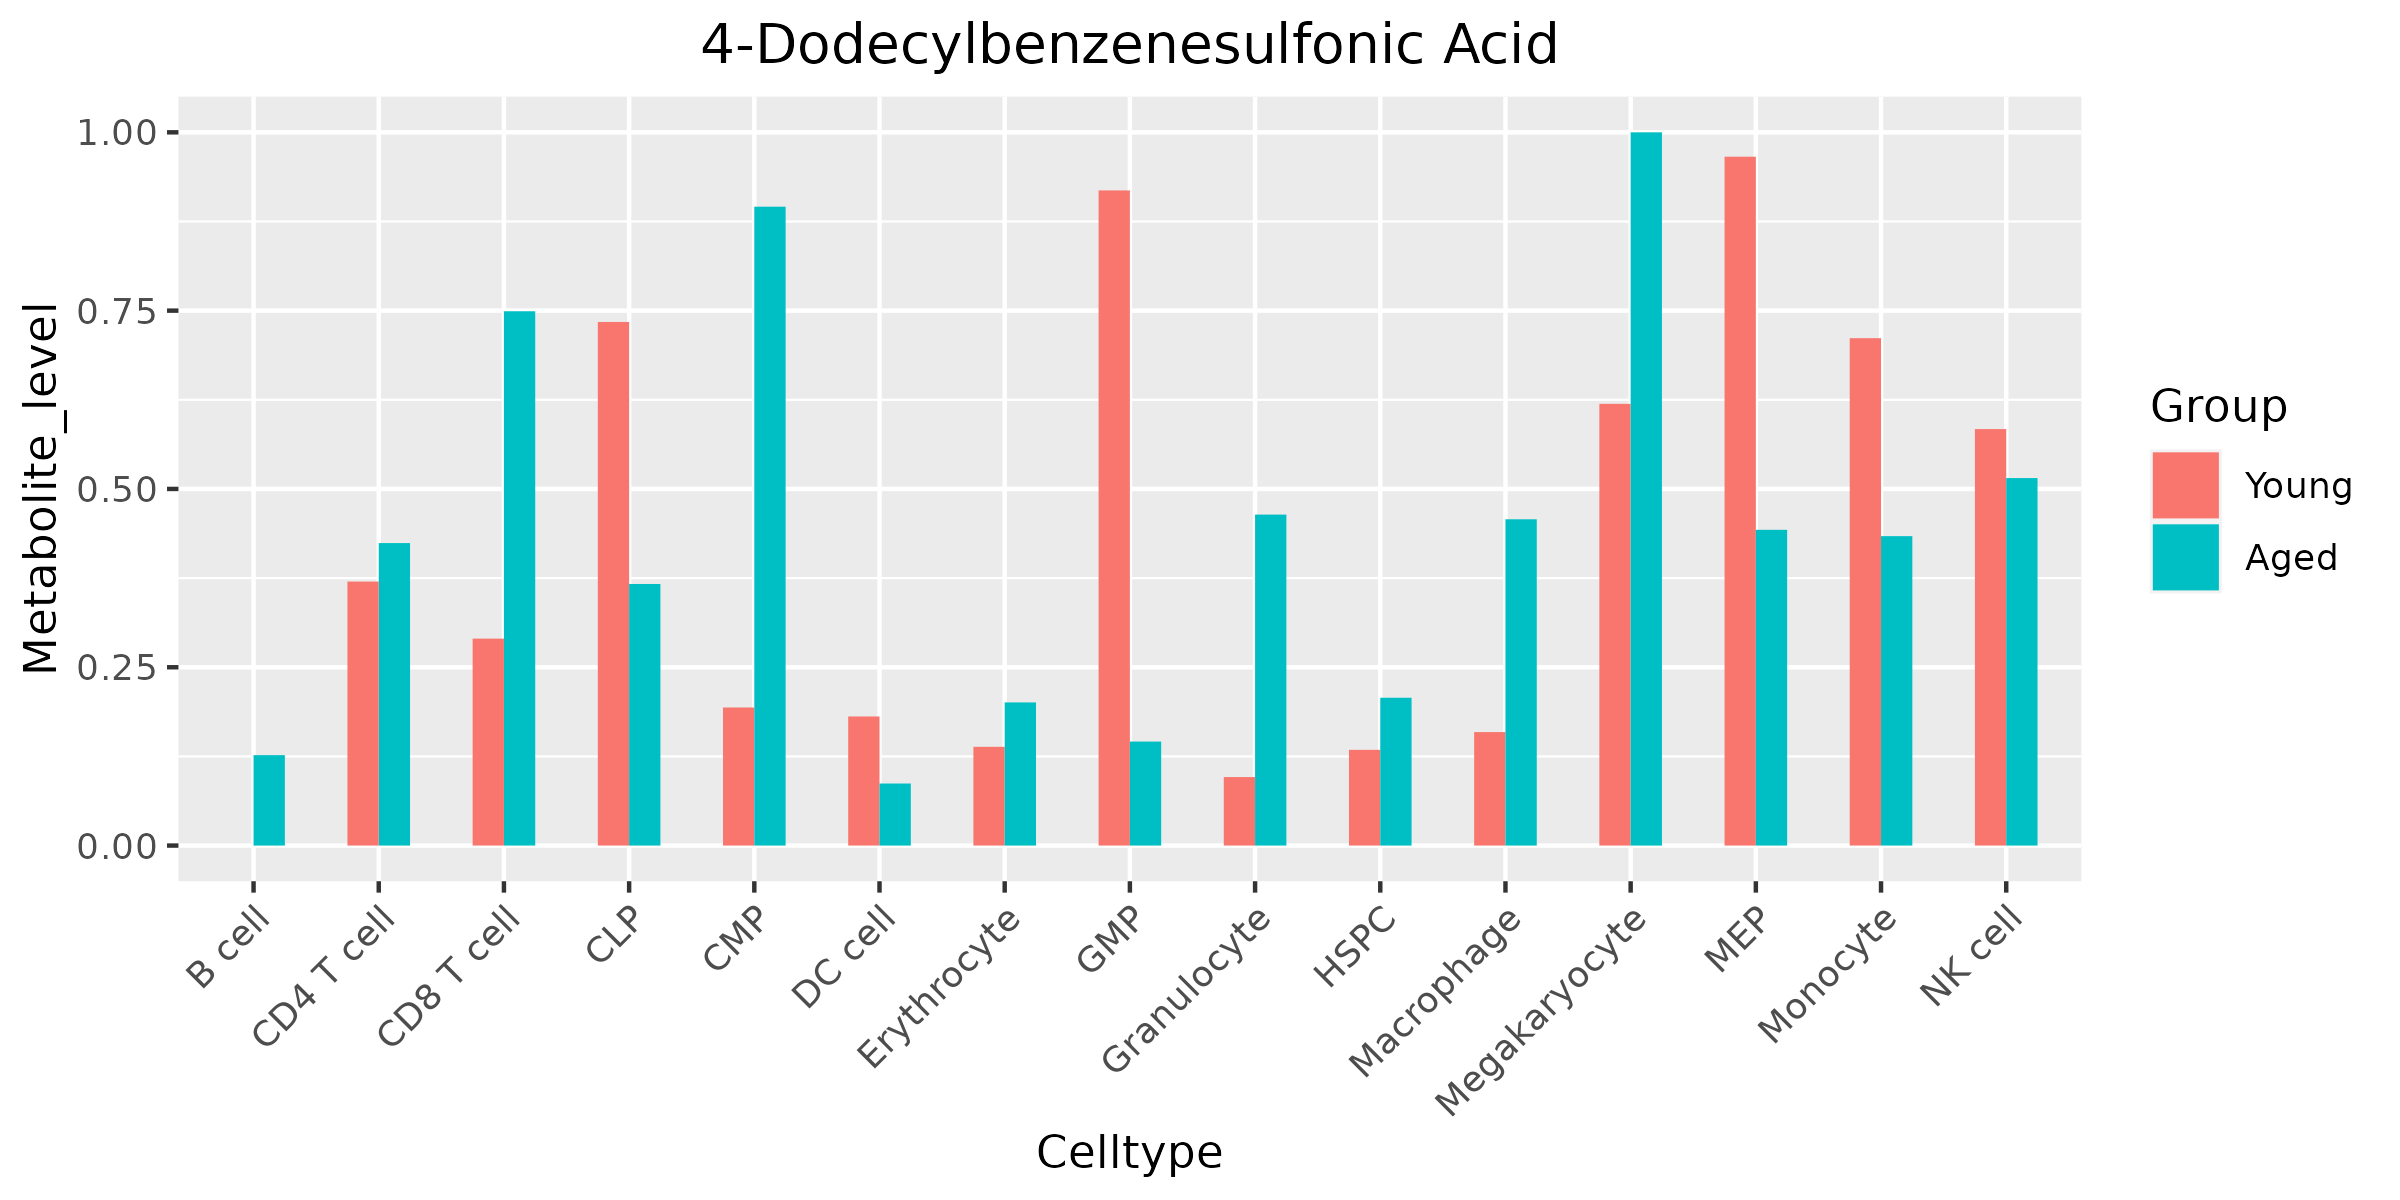 4-Dodecylbenzenesulfonic Acid
Metabolite_level
1.00
0.75
0.50
0.25
0.00
B cell
CD4 T cell
CD8 T cell
CLP
CMP
DC cell
Erythrocyte
GMP
Granulocyte
HSPC
Macrophage
Megakaryocyte
MEP
Monocyte
NK cell
Celltype
Group
Young
Aged